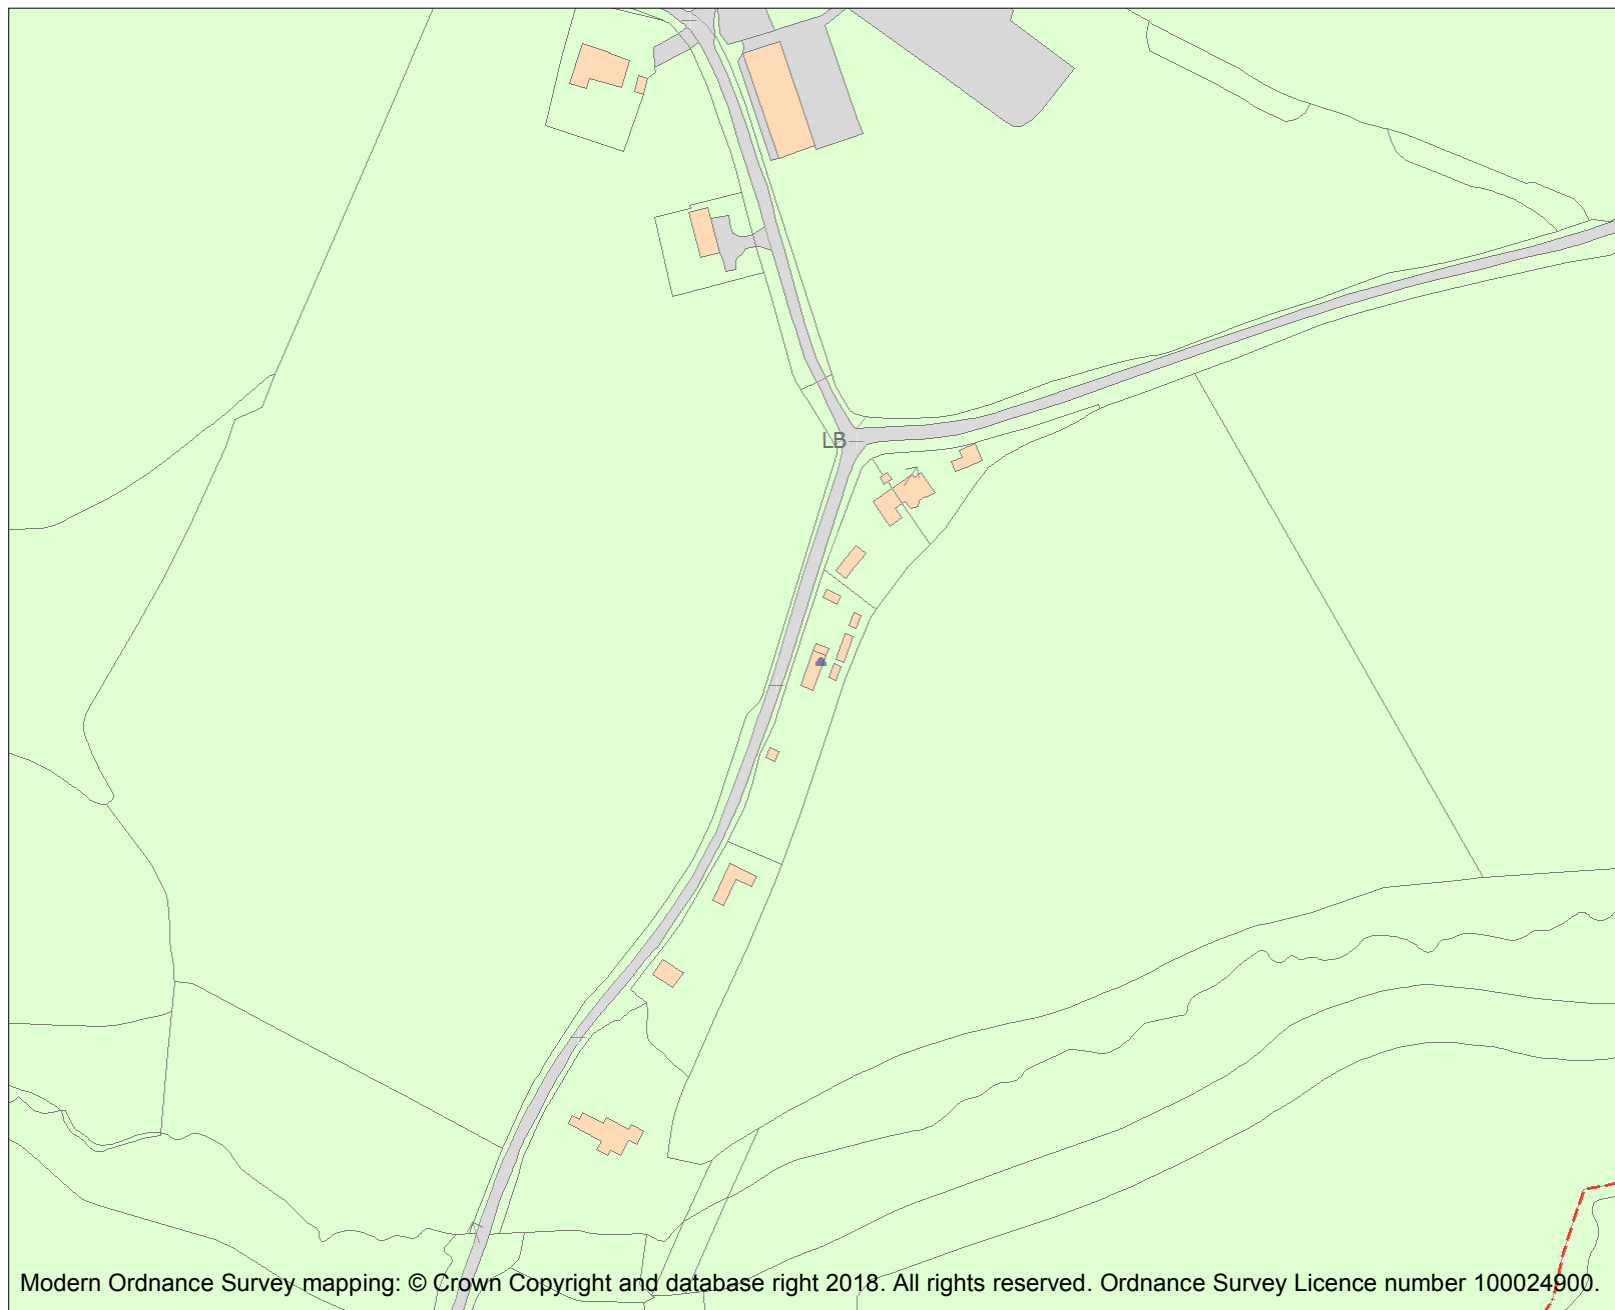 LB
Modern Ordnance Survey mapping: © Crown Copyright and database right 2018. All rights reserved. Ordnance Survey Licence number 100024900.